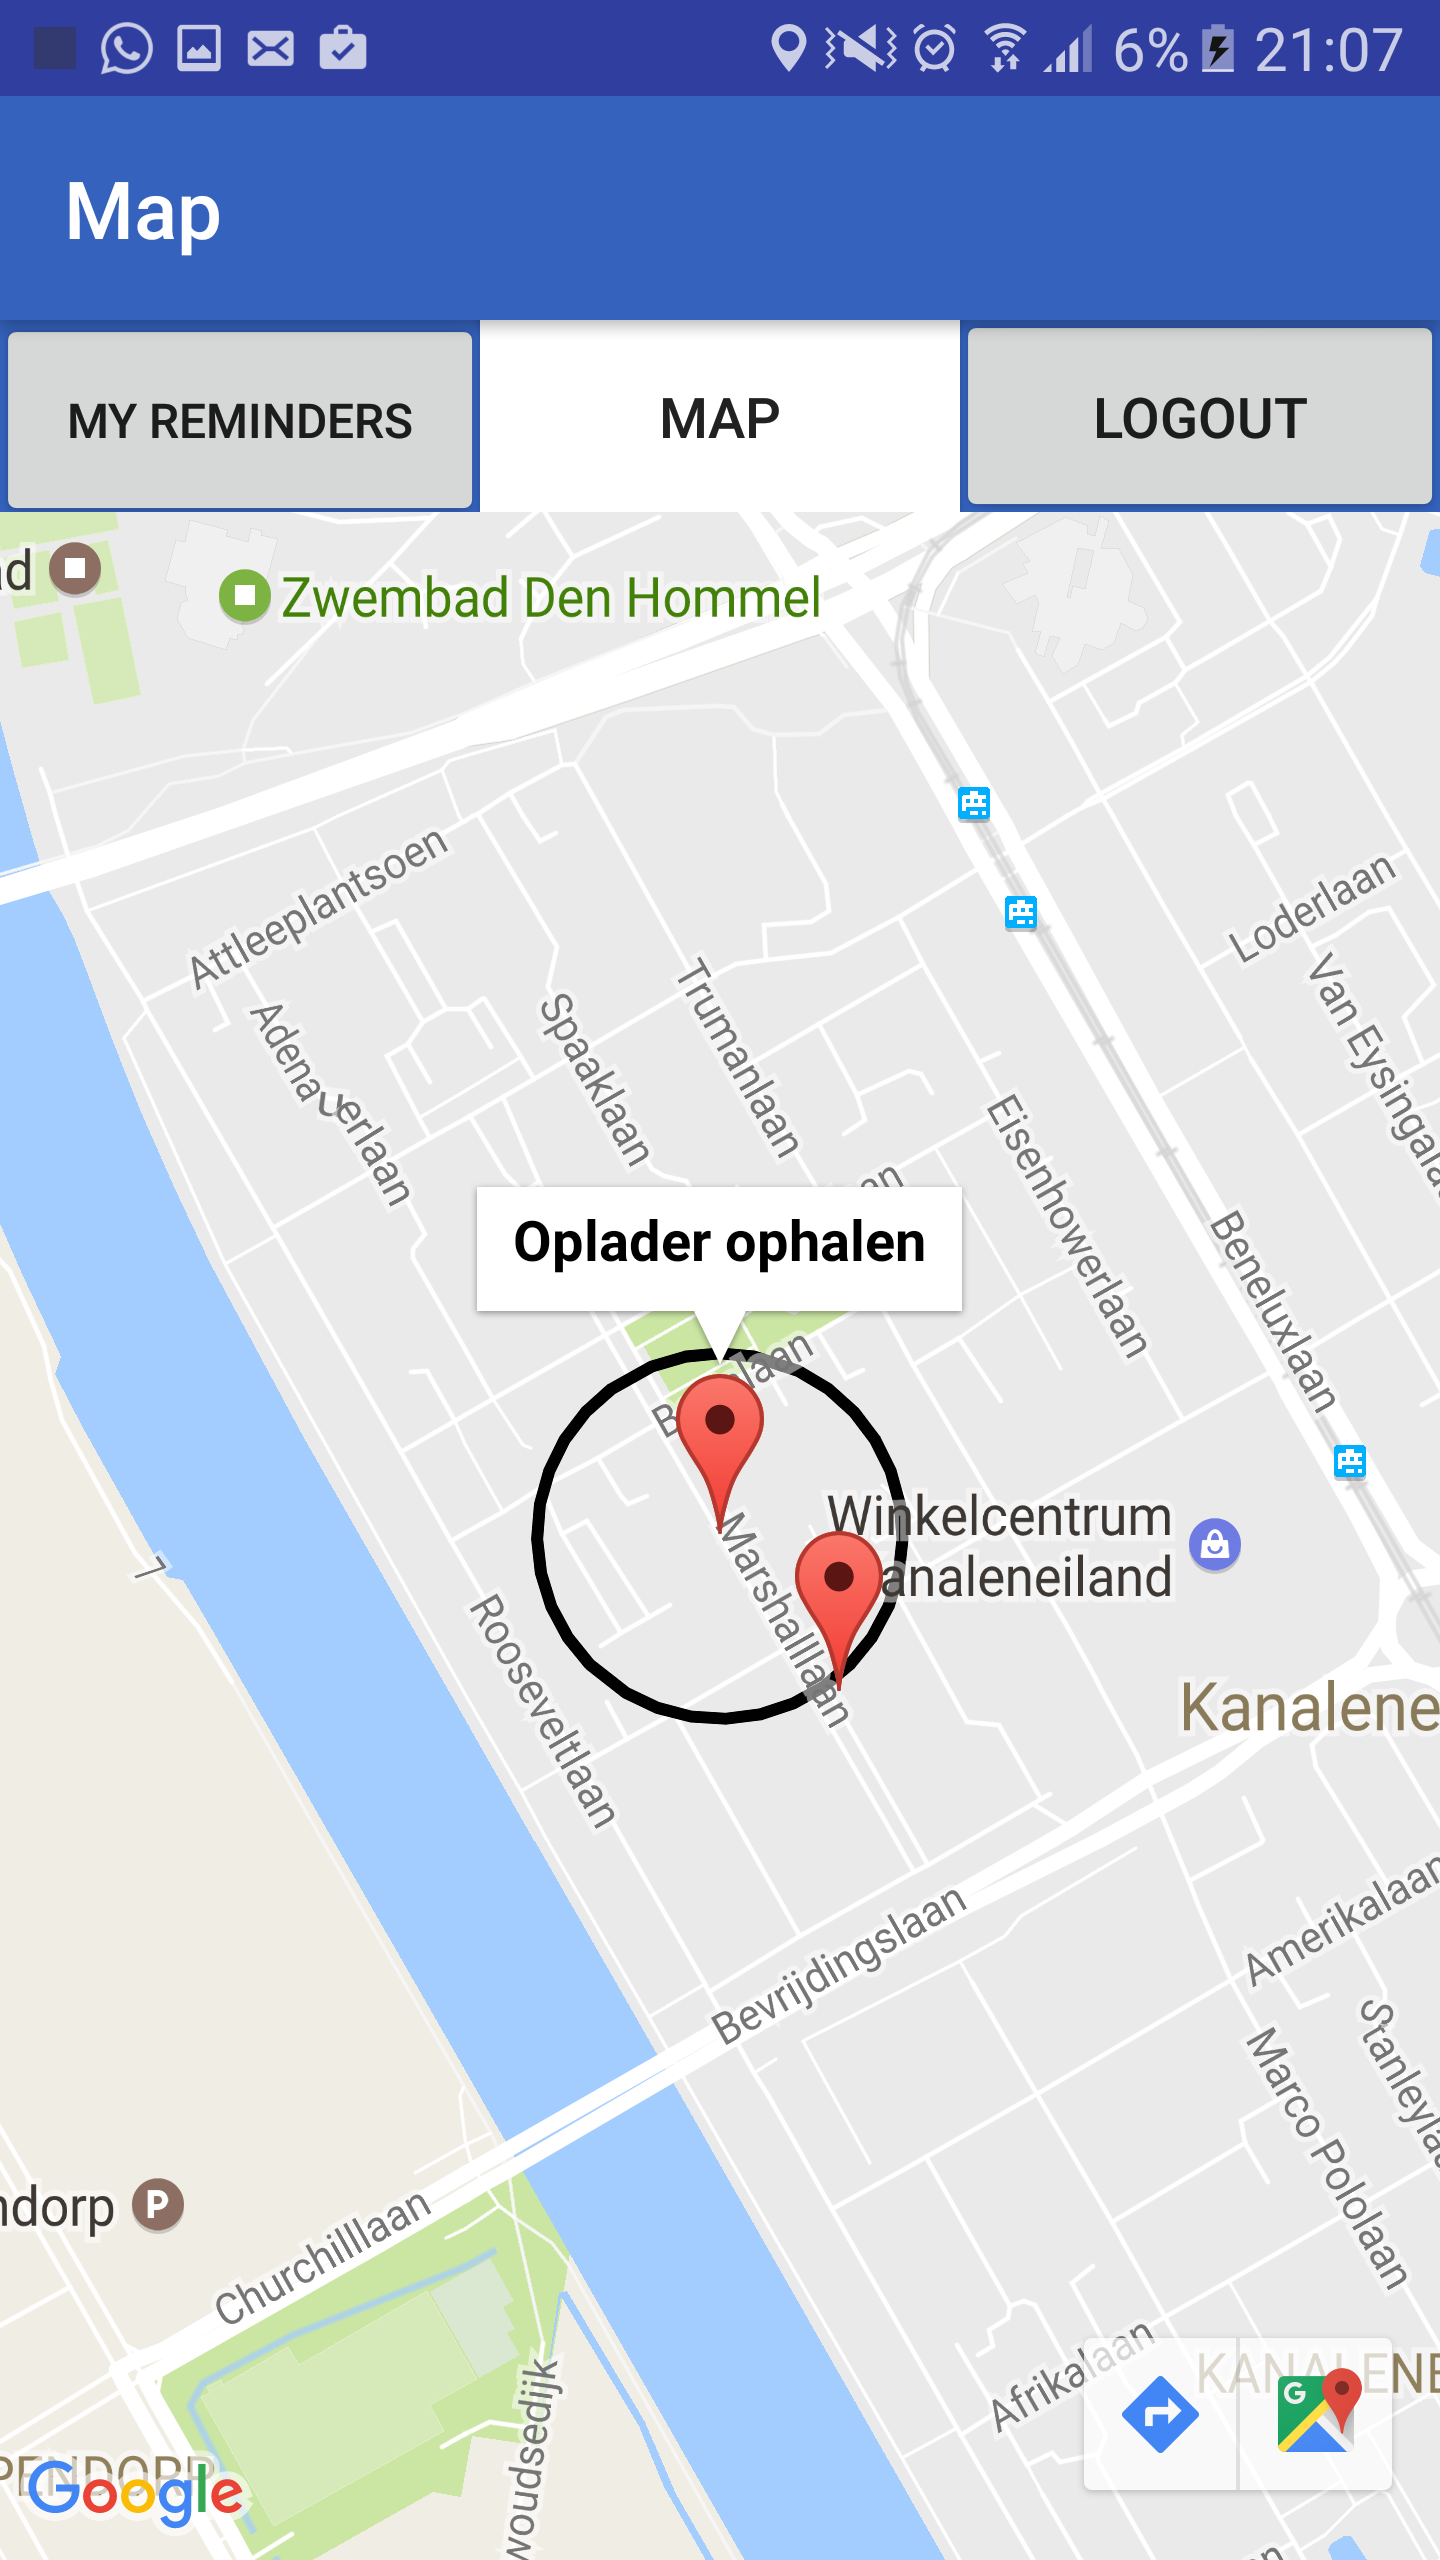 6% 21:07
Map
MY REMINDERS
MAP
LOGOUT
Zwembad Den Hommel
Attleeplantsoen
Loderlaan
Adenauerlaan
Spaaklaan
Trumanlaan
Eisenhowerlaan
Beneluxlaan
Oplader ophalen
Winkelcentrum
Marshalllaan
Rooseveltlaan
Bevrijdingslaan
Amerikalaan
Marco Pololaan
Churchilllaan
P
Afrikalaan
G
Google